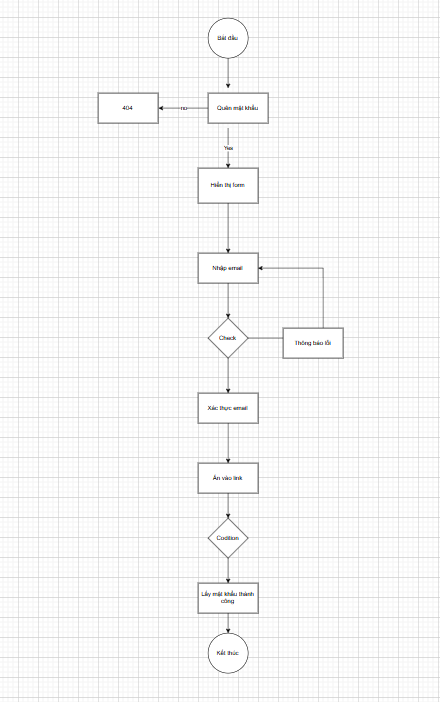 Bắt đầu
404
no
Quên mật khẩu
Yes
Hiển thị form
Nhập email
Check
Thông báo lỗi
Xác thực email
Ấn vào link
Codition
Lấy mật khẩu thành
công
Kết thúc